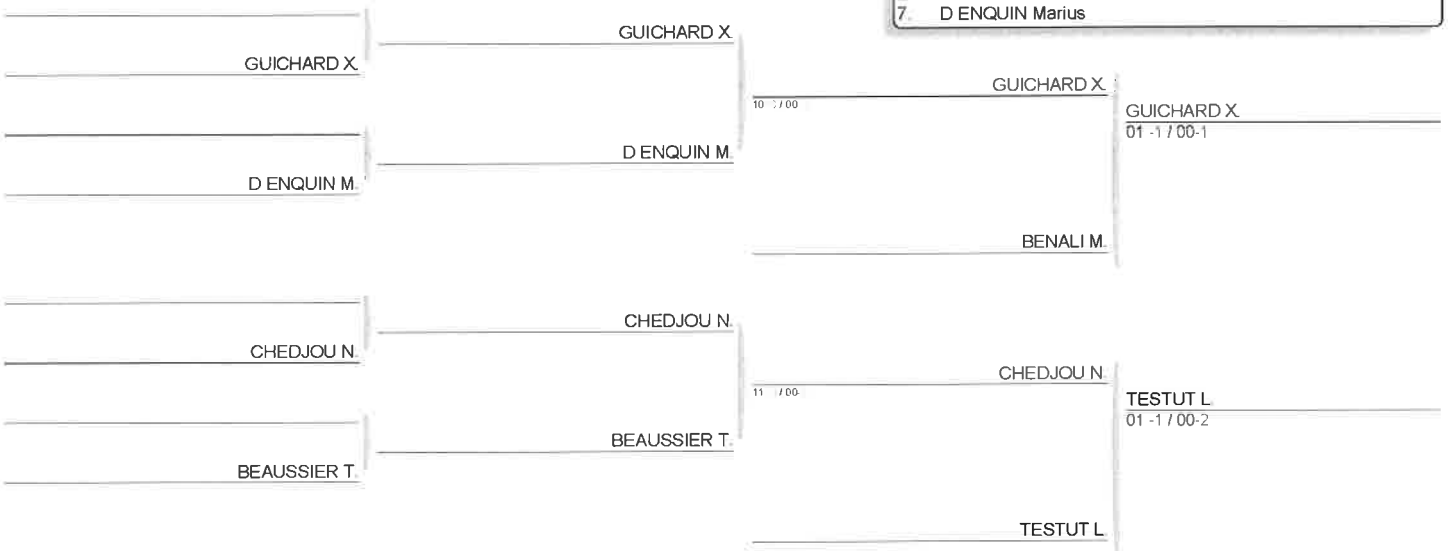 7. D ENQUIN Marius
GUICHARD X.
GUICHARD X.
GUICHARD X.
GUICHARD X.
01 -1 / 00-1
D ENQUIN M.
D ENQUIN M.
BENALI M.
CHEDJOU N.
CHEDJOU N.
CHEDJOU N.
TESTUT L.
01 -1 / 00-2
BEAUSSIER T.
BEAUSSIER T.
TESTUT L.